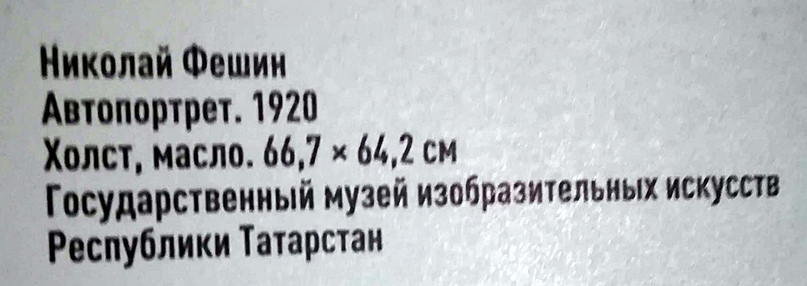 Николай Фешин
Автопортрет. 1920
Холст, масло. 66,7 × 64,2 см
Государственный музей изобразительных искусств
Республики Татарстан